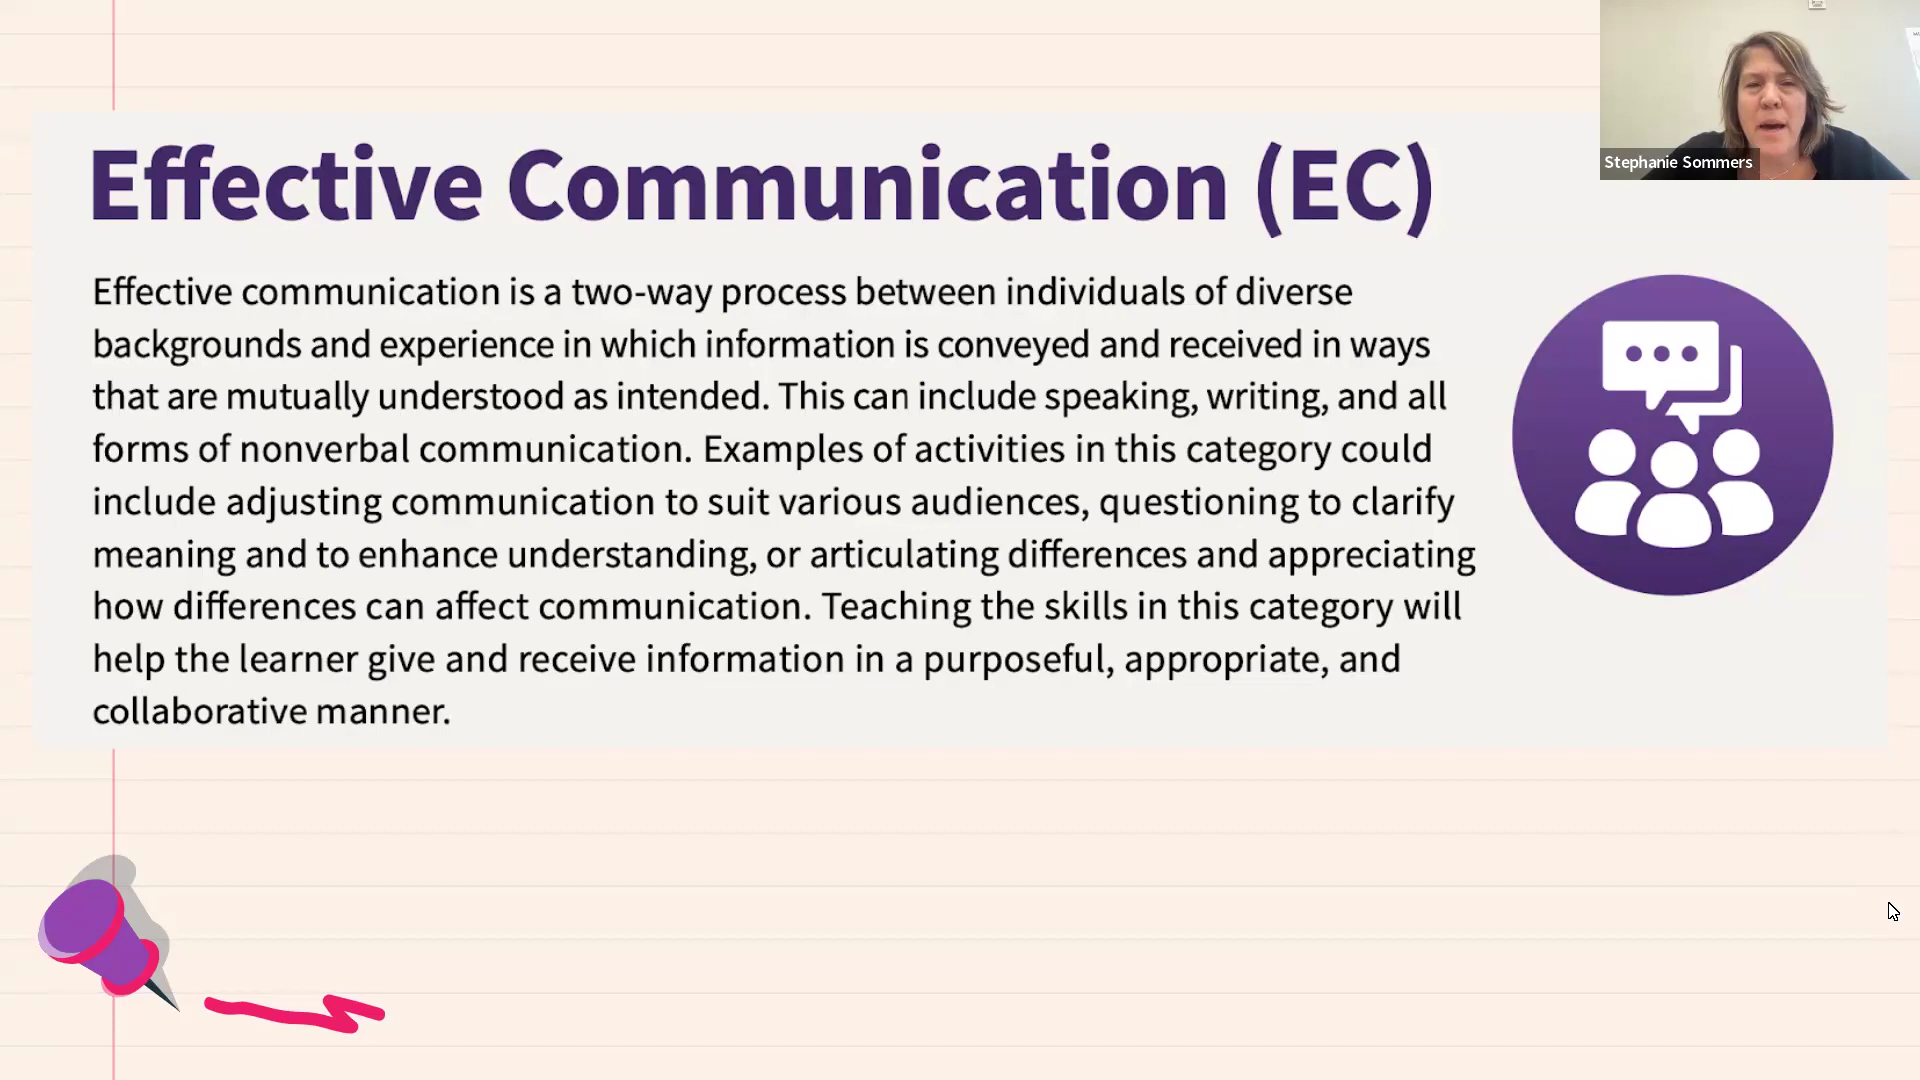 Effective Communication (EC)
Effective communication is a two-way process between individuals of diverse
backgrounds and experience in which information is conveyed and received in ways
that are mutually understood as intended. This can include speaking, writing, and all
forms of nonverbal communication. Examples of activities in this category could
include adjusting communication to suit various audiences, questioning to clarify
meaning and to enhance understanding, or articulating differences and appreciating
how differences can affect communication. Teaching the skills in this category will
help the learner give and receive information in a purposeful, appropriate, and
collaborative manner.
Stephanie Sommers